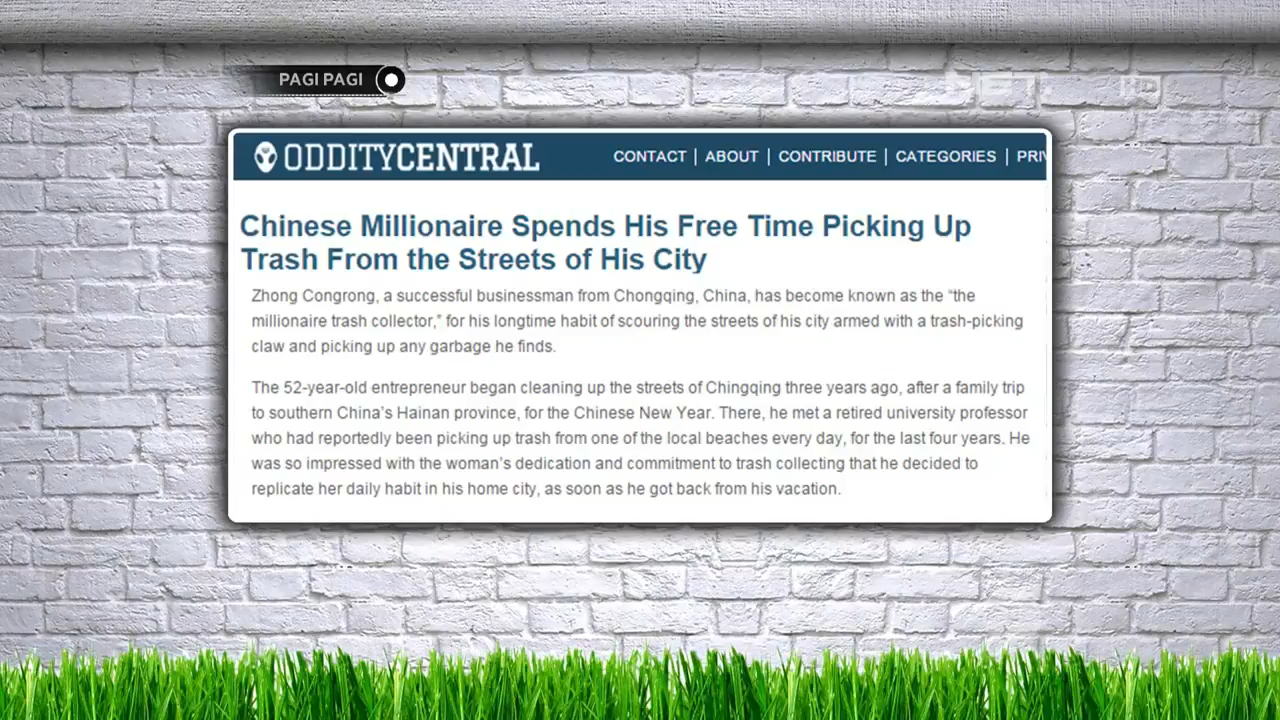 PAGI PAGI
NET.
HD
ODDITYCENTRAL
CONTACT | ABOUT | CONTRIBUTE | CATEGORIES | PRIV
Chinese Millionaire Spends His Free Time Picking Up
Trash From the Streets of His City
Zhong Congrong, a successful businessman from Chongqing, China, has become known as the “the
millionaire trash collector,” for his longtime habit of scouring the streets of his city armed with a trash-picking
claw and picking up any garbage he finds.
The 52-year-old entrepreneur began cleaning up the streets of Chingqing three years ago, after a family trip
to southern China’s Hainan province, for the Chinese New Year. There, he met a retired university professor
who had reportedly been picking up trash from one of the local beaches every day, for the last four years. He
was so impressed with the woman’s dedication and commitment to trash collecting that he decided to
replicate her daily habit in his home city, as soon as he got back from his vacation.